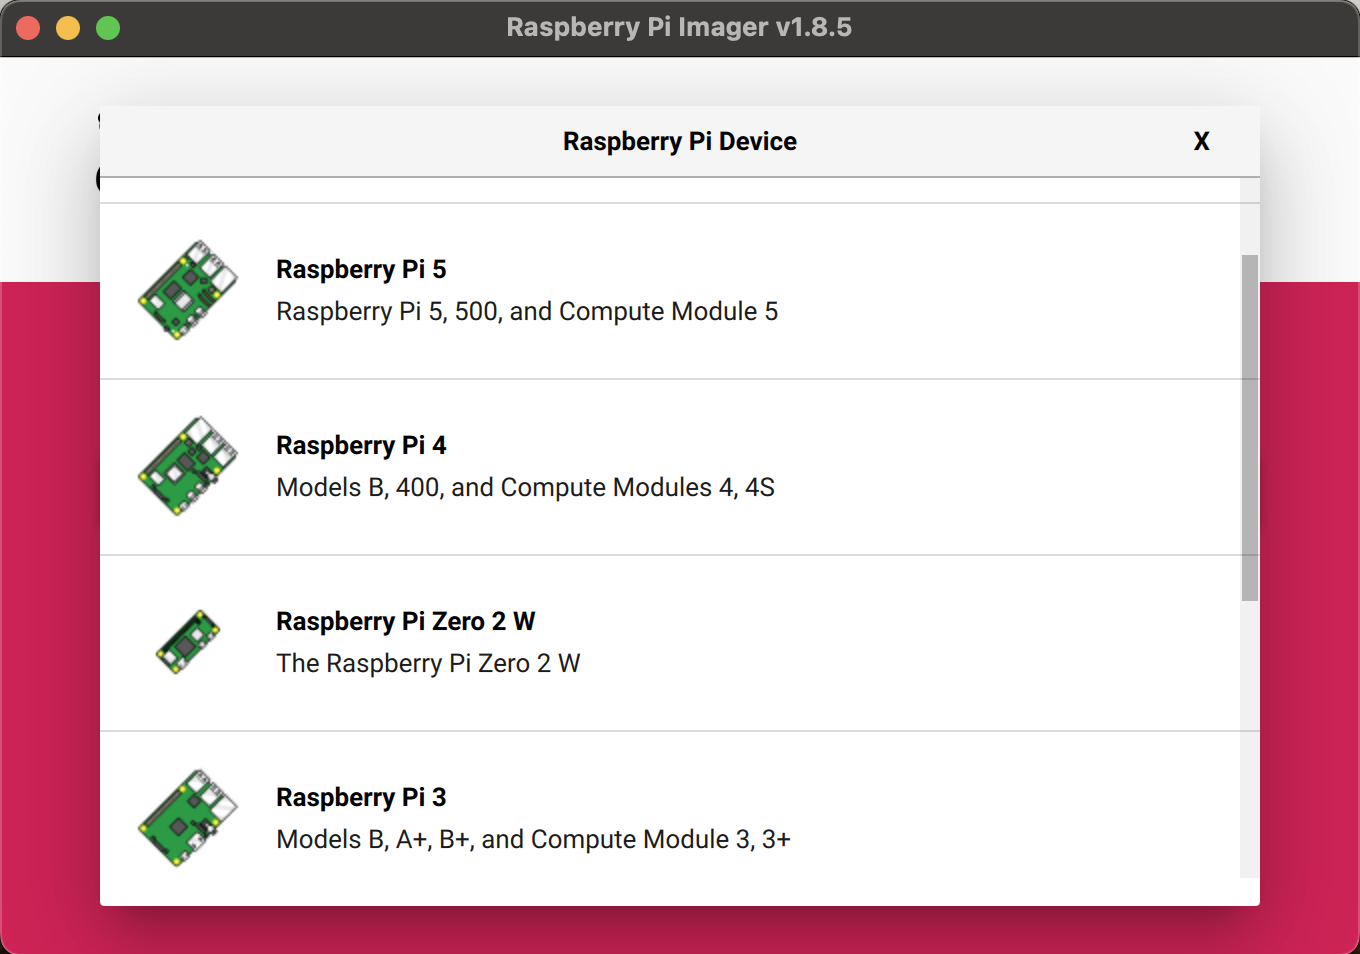 Raspberry Pi Imager v1.8.5
Raspberry Pi Device
X
Raspberry Pi 5
Raspberry Pi 5, 500, and Compute Module 5
Raspberry Pi 4
Models B, 400, and Compute Modules 4, 4S
Raspberry Pi Zero 2 W
The Raspberry Pi Zero 2 W
Raspberry Pi 3
Models B, A+, B+, and Compute Module 3, 3+